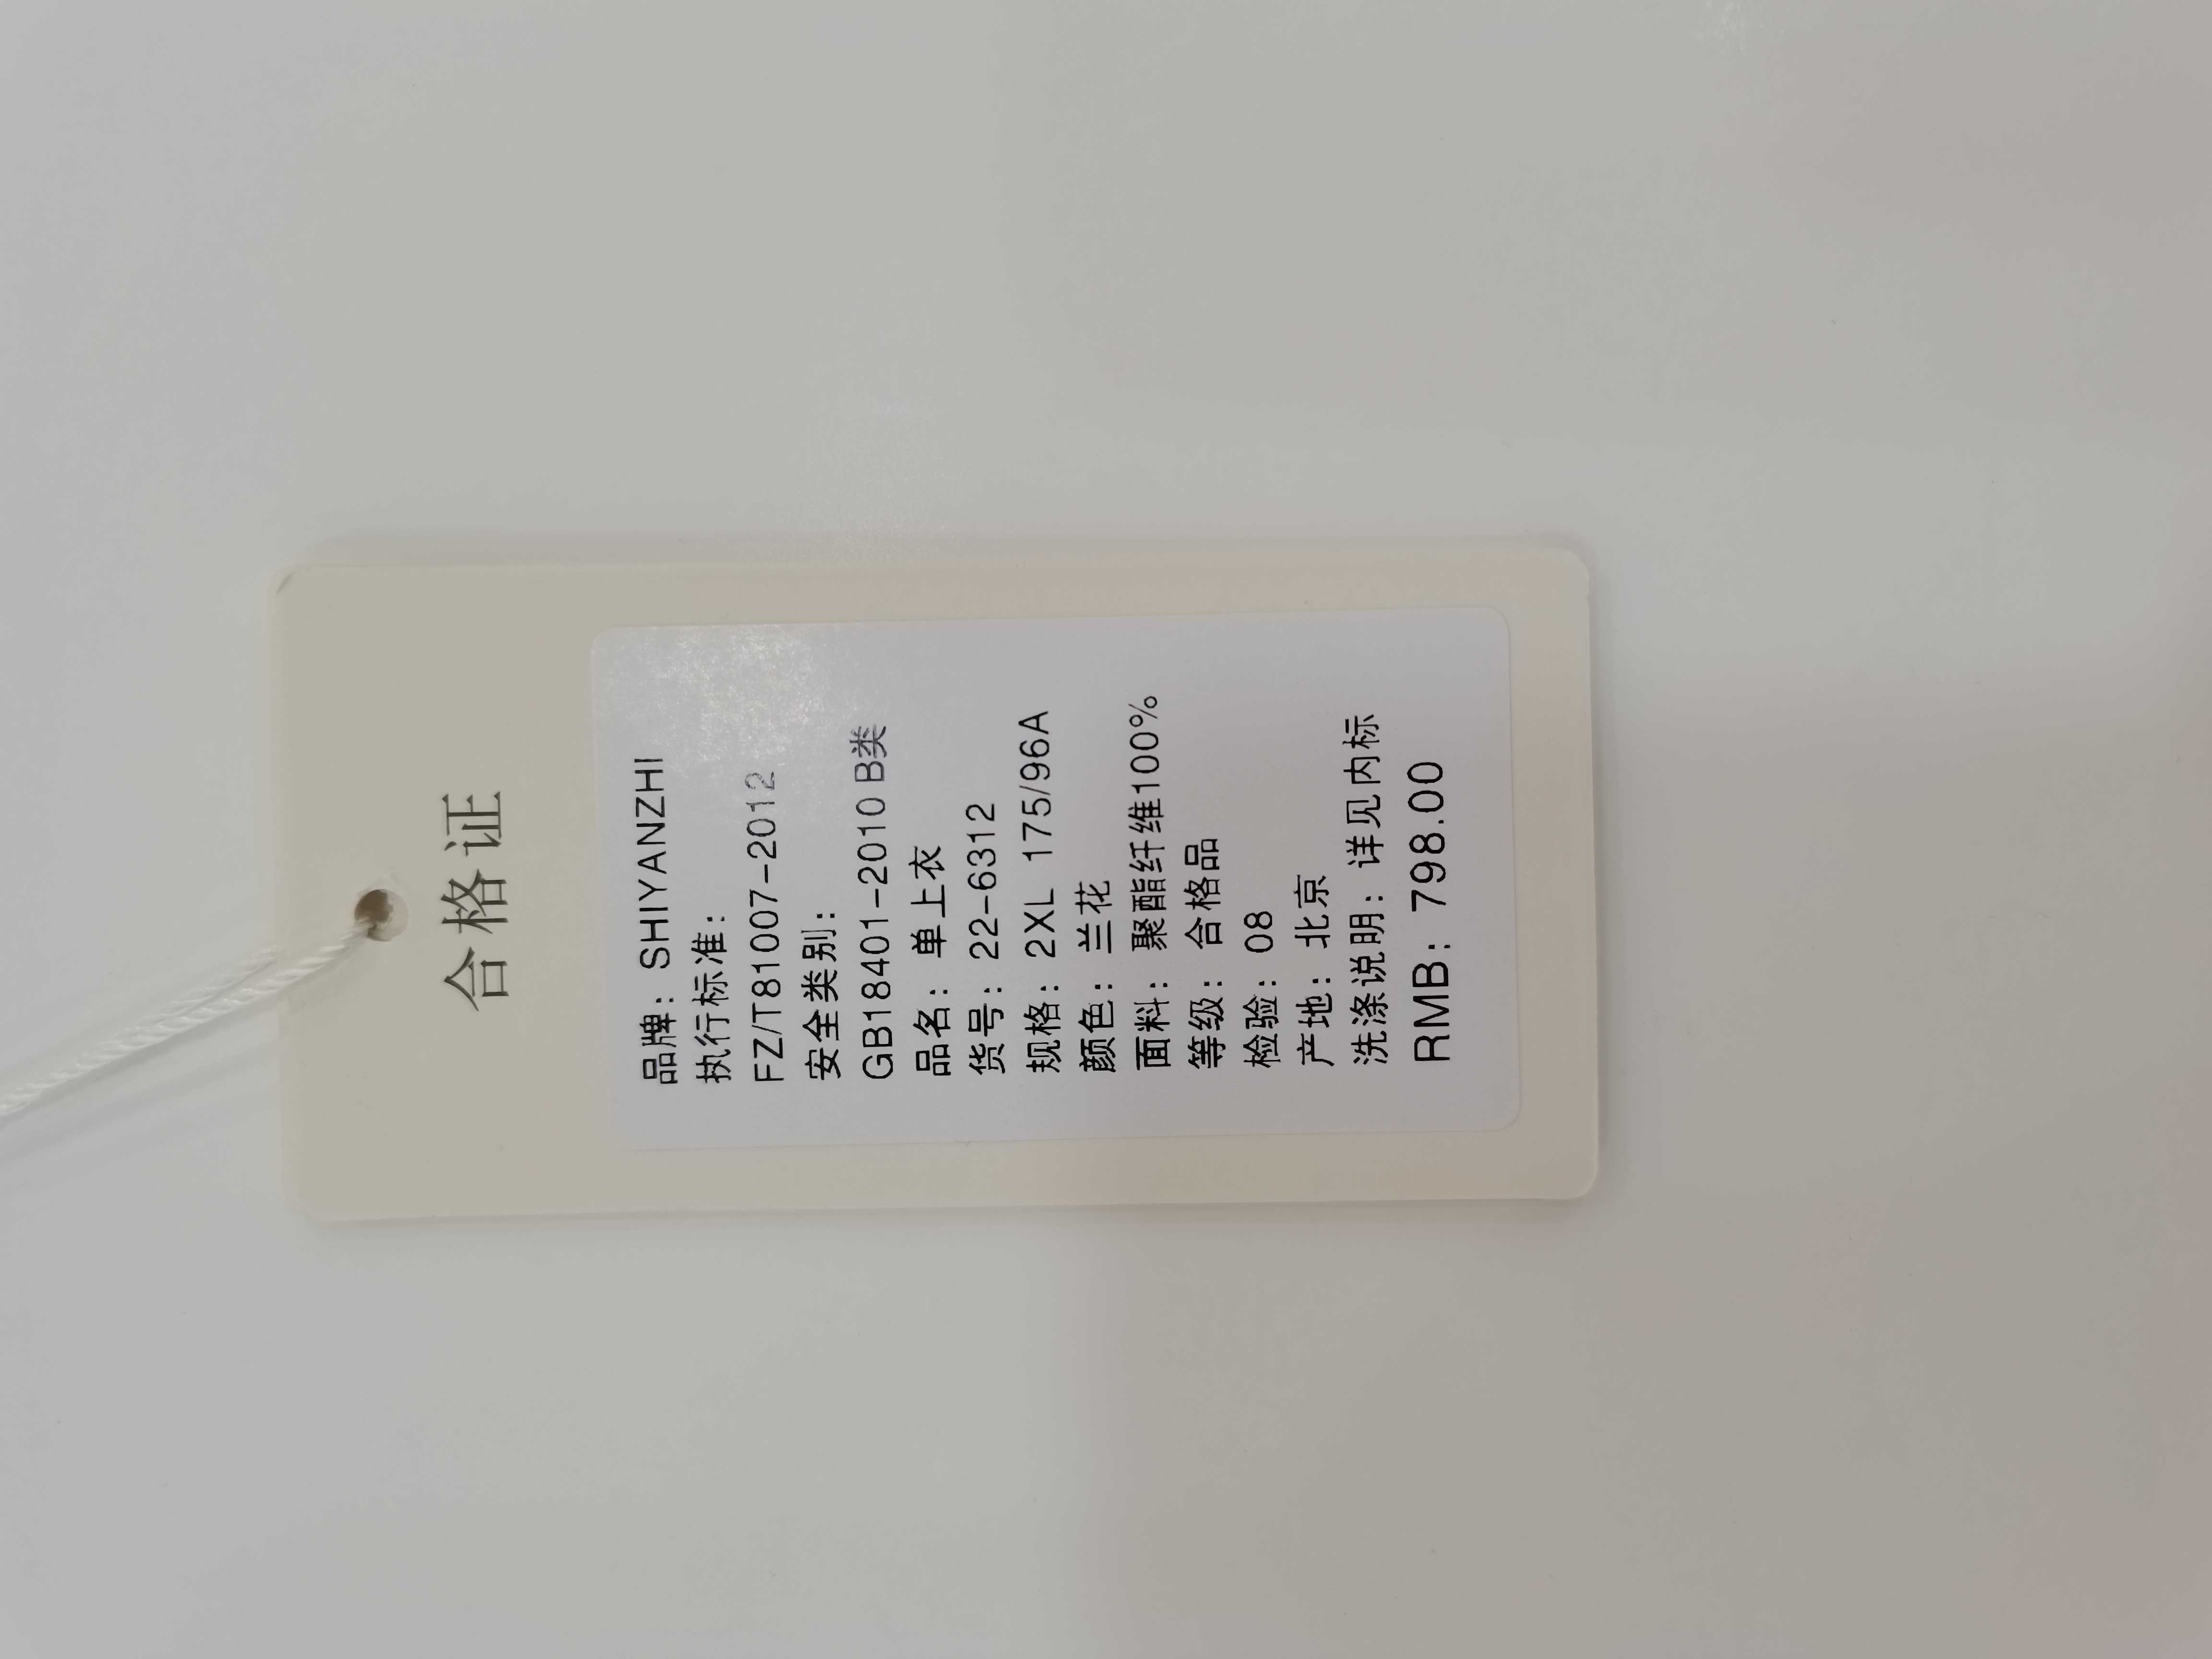 合格证
品牌：SHIYANZHI
执行标准：
FZ/T81007-2012
安全类别：
GB18401-2010 B类
品名：单上衣
货号：22-6312
规格：2XL 175/96A
颜色：兰花
面料：聚酯纤维100%
等级：合格品
检验：08
产地：北京
洗涤说明：详见内标
RMB：798.00